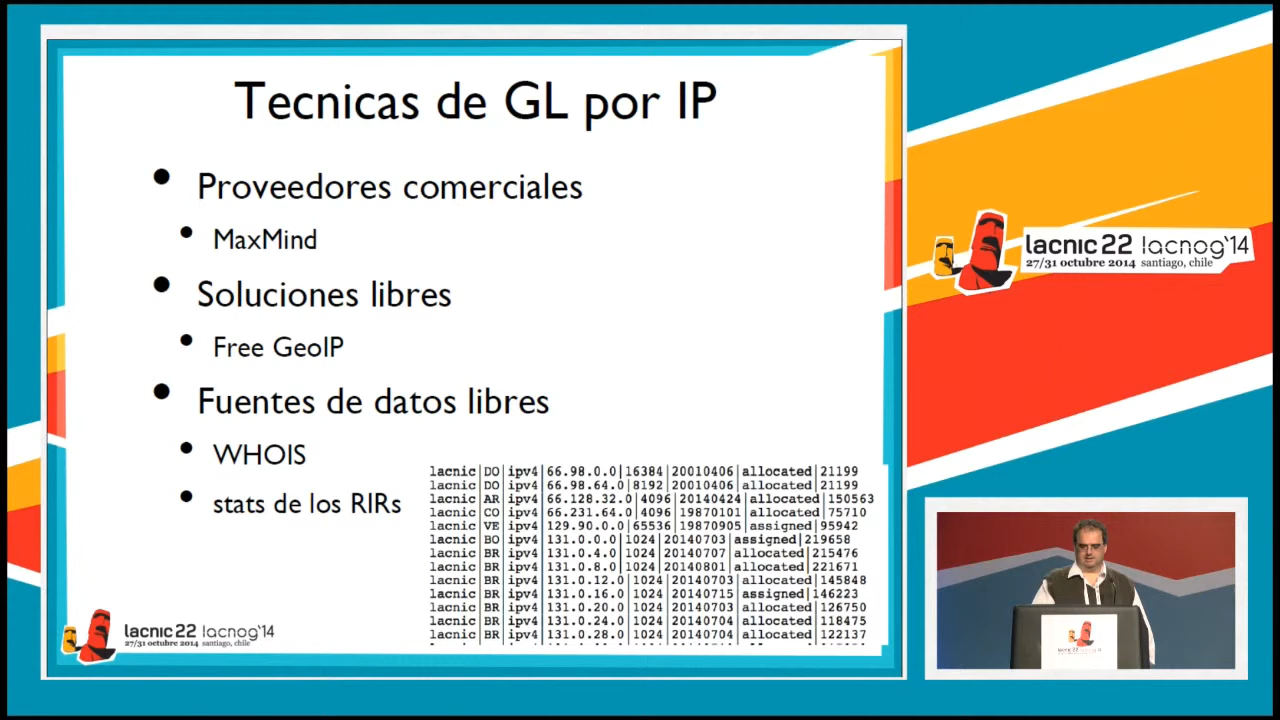 Tecnicas de GL por IP
• Proveedores comerciales
• MaxMind
• Soluciones libres
• Free GeoIP
• Fuentes de datos libres
• WHOIS
• stats de los RIRs
lacnic|DO|ipv4|66.98.0.0|16384|20010406|allocated|21199
lacnic|DO|ipv4|66.98.64.0|8192|20010406|allocated|21199
lacnic|AR|ipv4|66.128.32.0|4096|20140424|allocated|150563
lacnic|CO|ipv4|66.231.64.0|4096|19870101|allocated|75710
lacnic|VE|ipv4|129.90.0.0|65536|19870905|assigned|95942
lacnic|BO|ipv4|131.0.0.0|1024|20140703|assigned|219658
lacnic|BR|ipv4|131.0.4.0|1024|20140707|allocated|215476
lacnic|BR|ipv4|131.0.8.0|1024|20140801|allocated|221671
lacnic|BR|ipv4|131.0.12.0|1024|20140703|allocated|145848
lacnic|BR|ipv4|131.0.16.0|1024|20140715|assigned|146223
lacnic|BR|ipv4|131.0.20.0|1024|20140703|allocated|126750
lacnic|BR|ipv4|131.0.24.0|1024|20140704|allocated|118475
lacnic|BR|ipv4|131.0.28.0|1024|20140704|allocated|122137
lacnic 22 lacnog'14
27/31 octubre 2014 santiago, chile
lacnic 22 lacnog'14
27/31 octubre 2014 santiago, chile